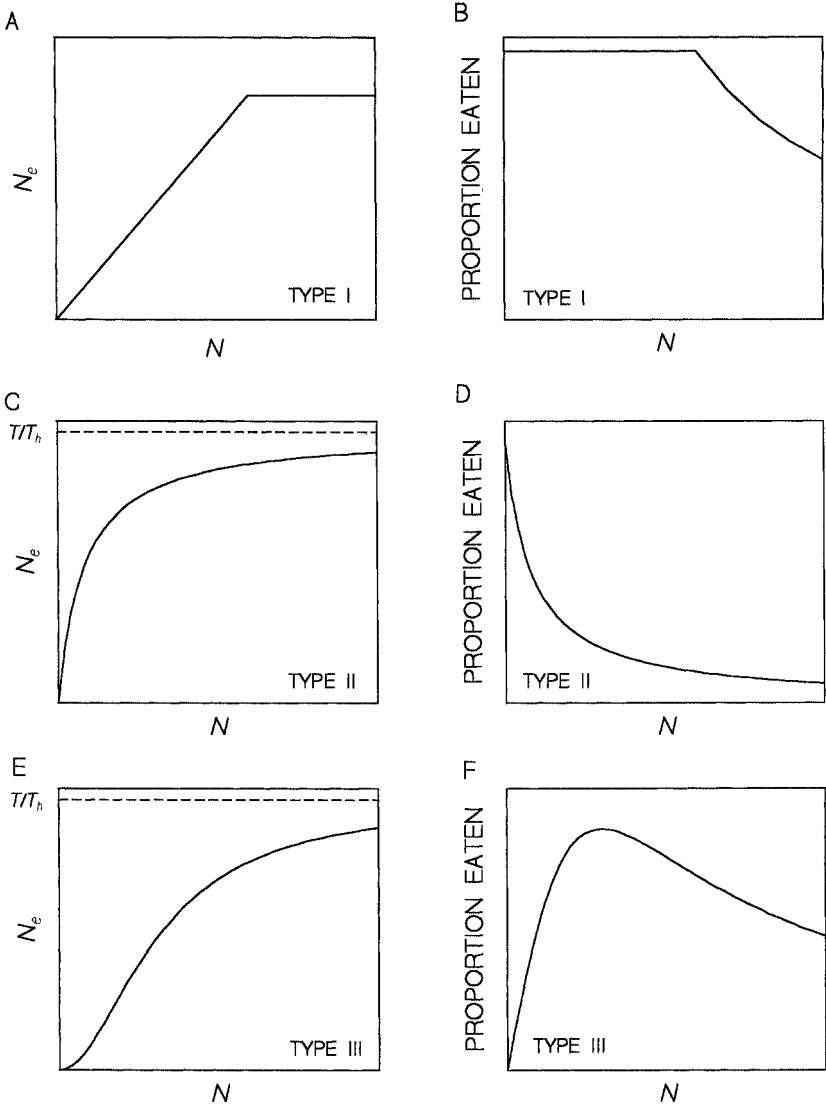 A
Nₑ
TYPE I
N
B
PROPORTION EATEN
TYPE I
N
C
T/Tₕ
Nₑ
TYPE II
N
D
PROPORTION EATEN
TYPE II
N
E
T/Tₕ
Nₑ
TYPE III
N
F
PROPORTION EATEN
TYPE III
N